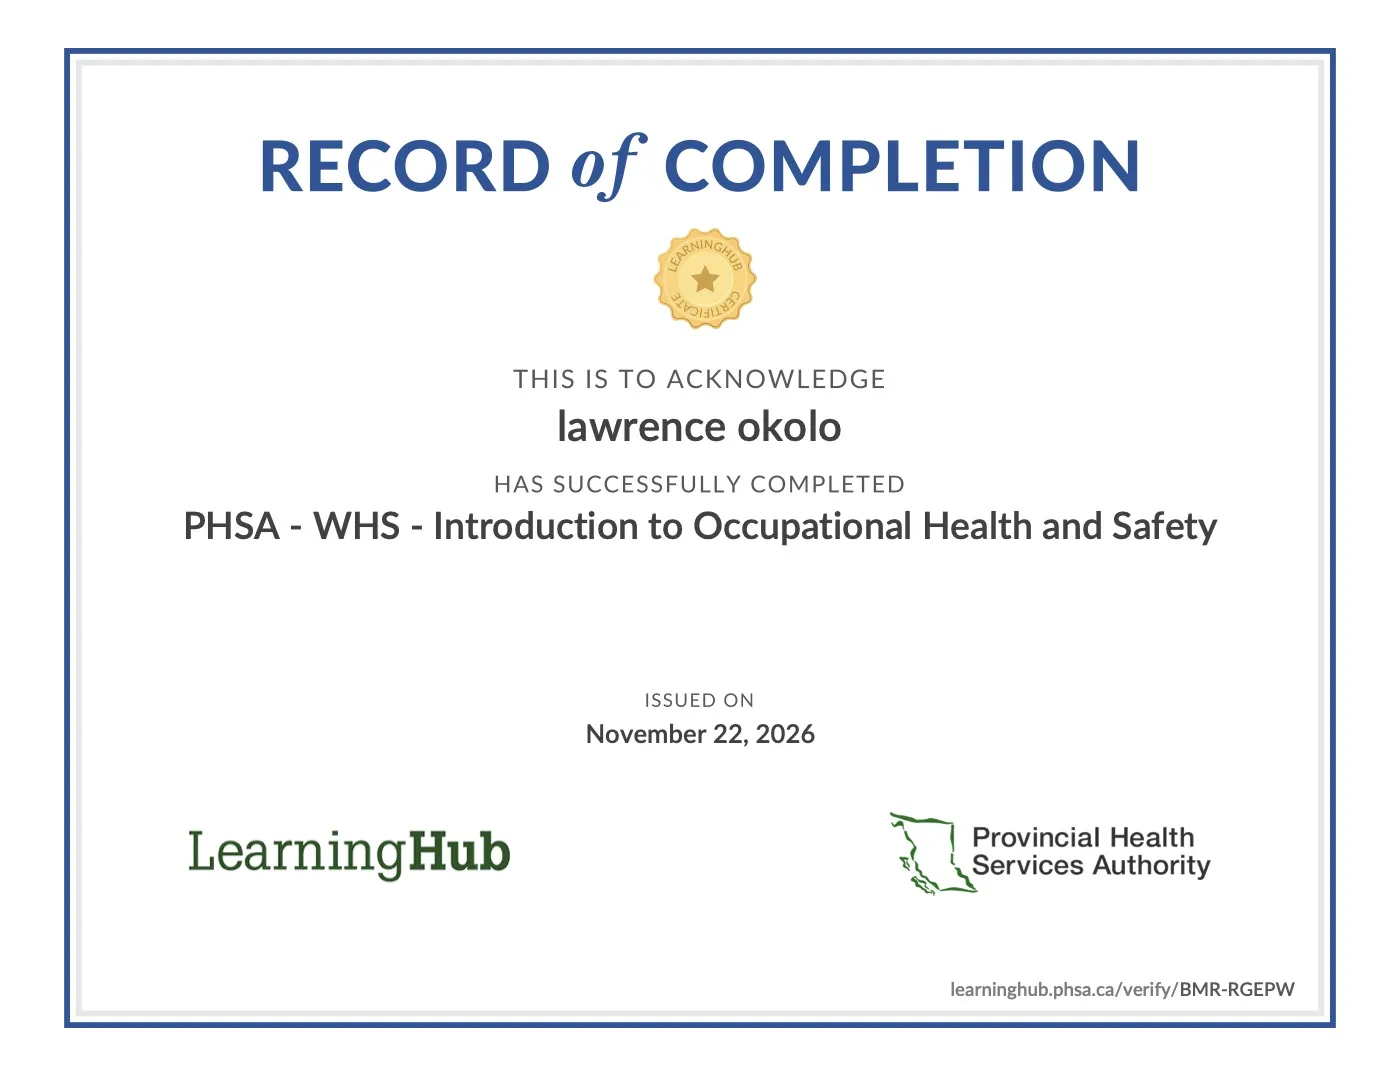 RECORD of COMPLETION
LEARNINGHUB
CERTIFICATE
THIS IS TO ACKNOWLEDGE
lawrence okolo
HAS SUCCESSFULLY COMPLETED
PHSA - WHS - Introduction to Occupational Health and Safety
ISSUED ON
November 22, 2026
LearningHub
Provincial Health
Services Authority
learninghub.phsa.ca/verify/BMR-RGEPW